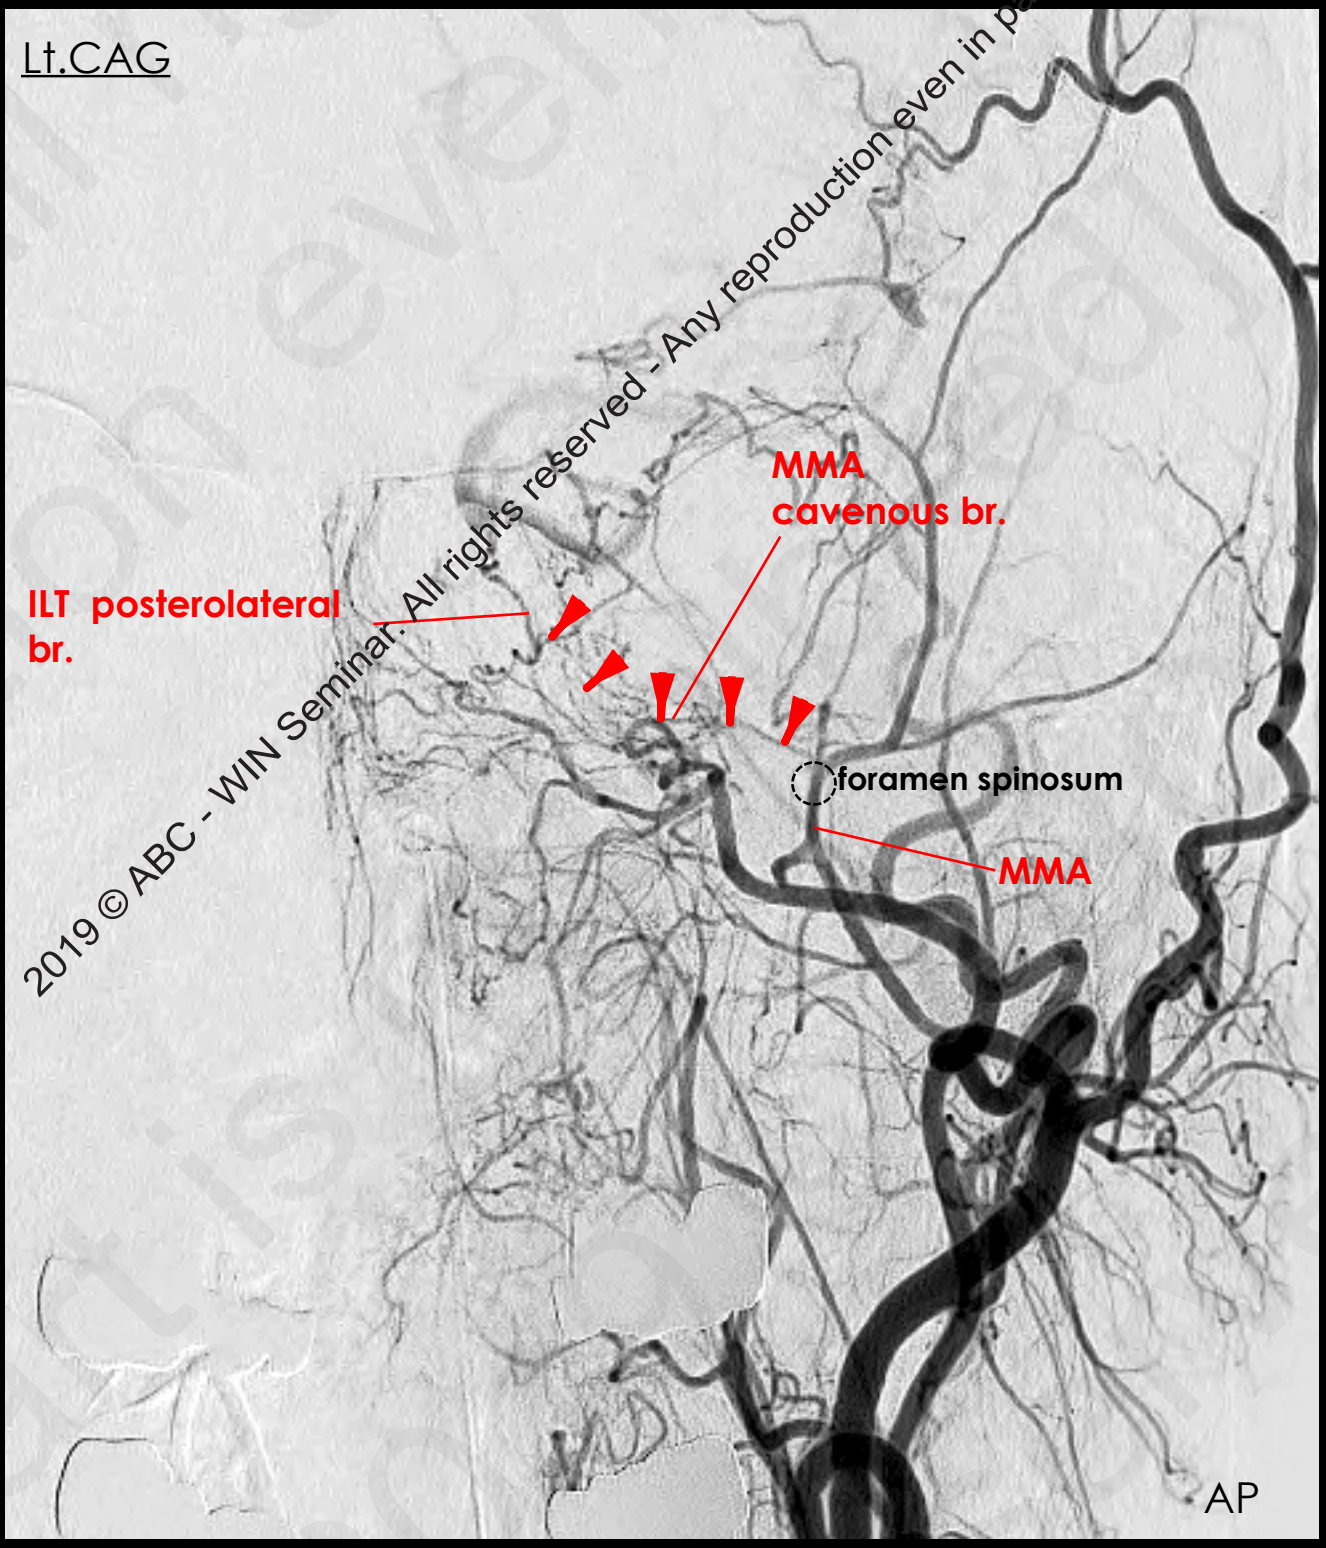 Lt.CAG
2019 © ABC - WIN Seminar. All rights reserved - Any reproduction even in
MMA
cavenous br.
ILT posterolateral
br.
foramen spinosum
MMA
AP